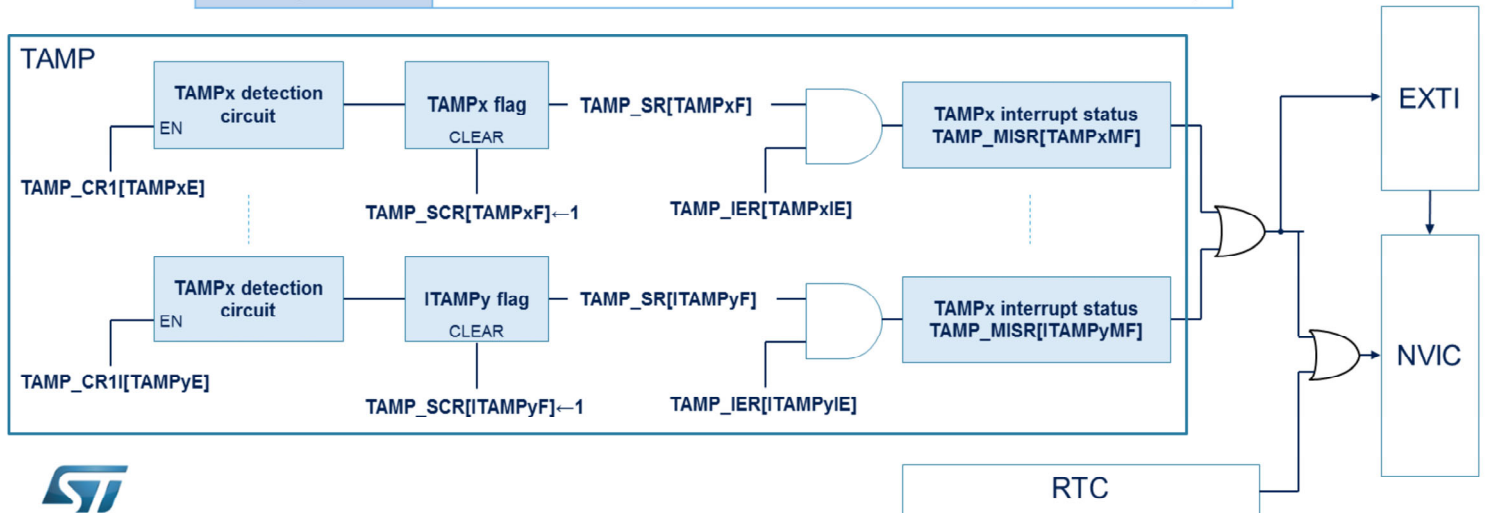 TAMP
TAMPx detection
circuit
EN
TAMP_CR1[TAMPxE]
TAMPx flag
CLEAR
TAMP_SCR[TAMPxF]←1
TAMP_SR[TAMPxF]
TAMP_IER[TAMPxIE]
TAMPx interrupt status
TAMP_MISR[TAMPxMF]
EXTI
TAMPx detection
circuit
EN
TAMP_CR1I[TAMPyE]
ITAMPy flag
CLEAR
TAMP_SCR[ITAMPyF]←1
TAMP_SR[ITAMPyF]
TAMP_IER[ITAMPyIE]
TAMPx interrupt status
TAMP_MISR[ITAMPyMF]
NVIC
ST
RTC